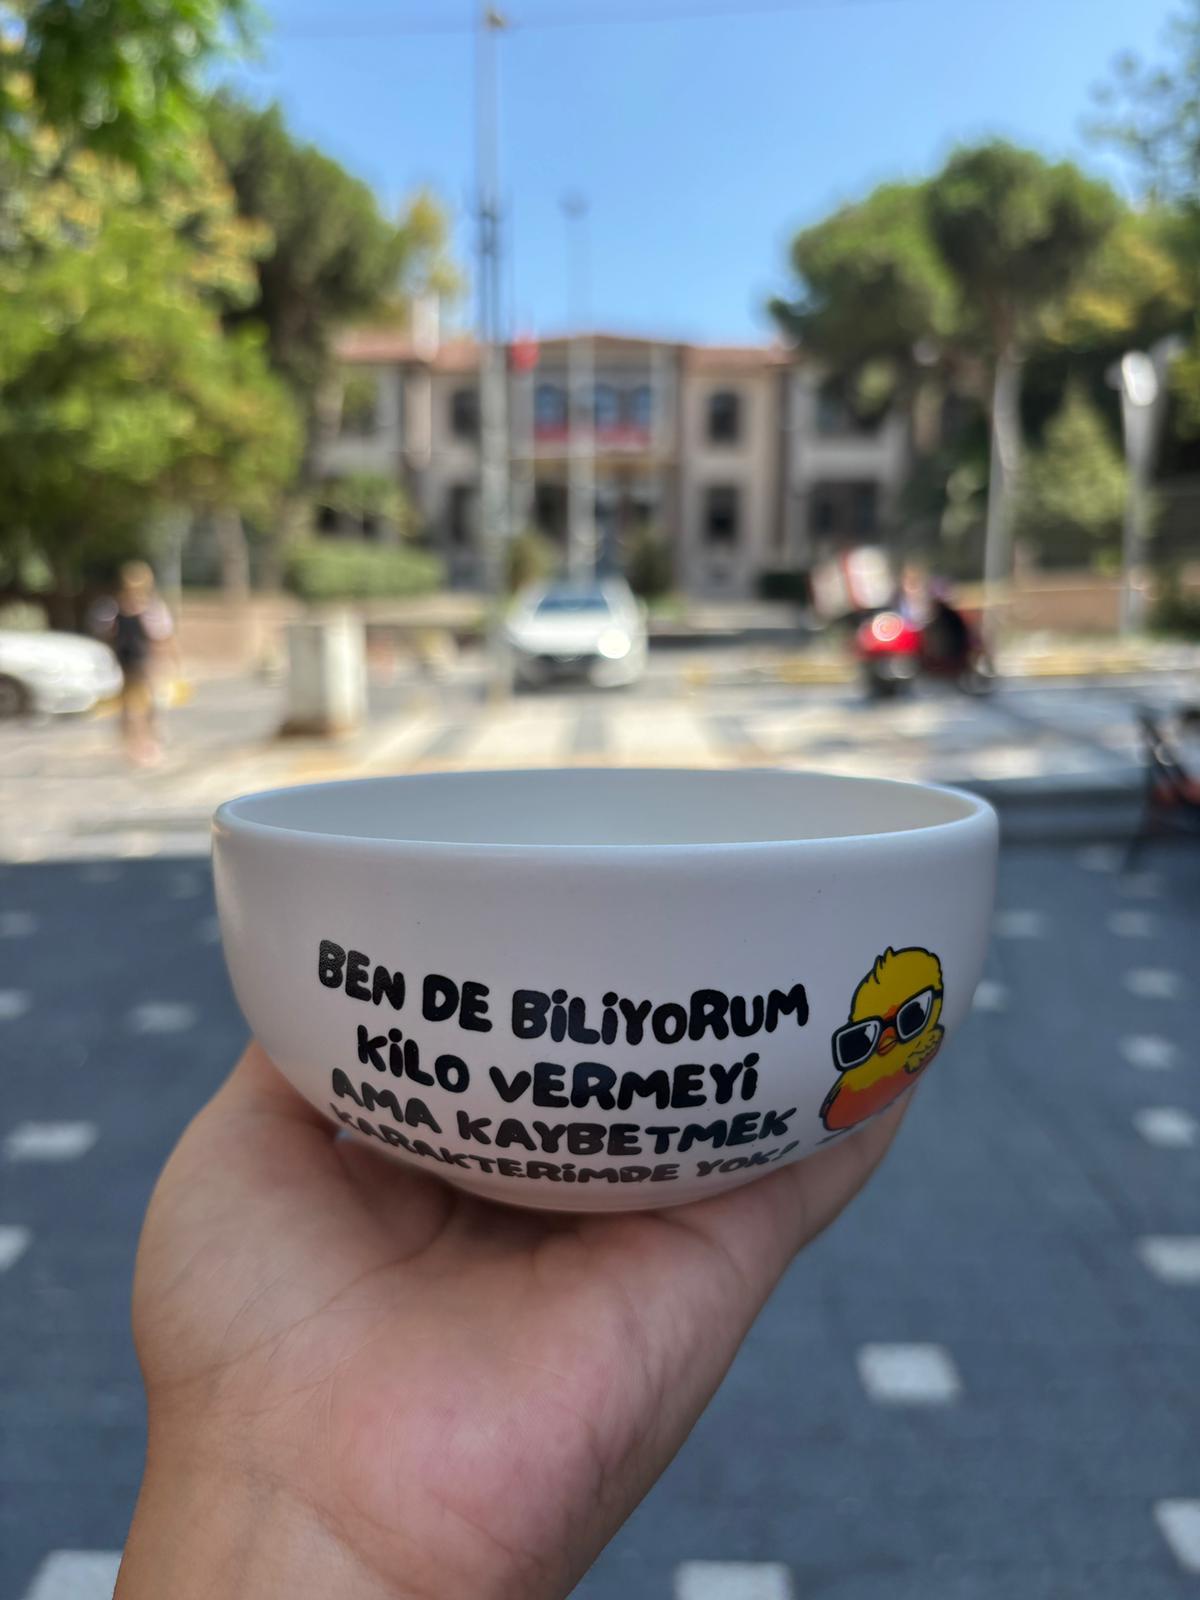 BEN DE BİLİYORUM
KİLO VERMEYİ
AMA KAYBETMEK
KARAKTERİMDE YOK?